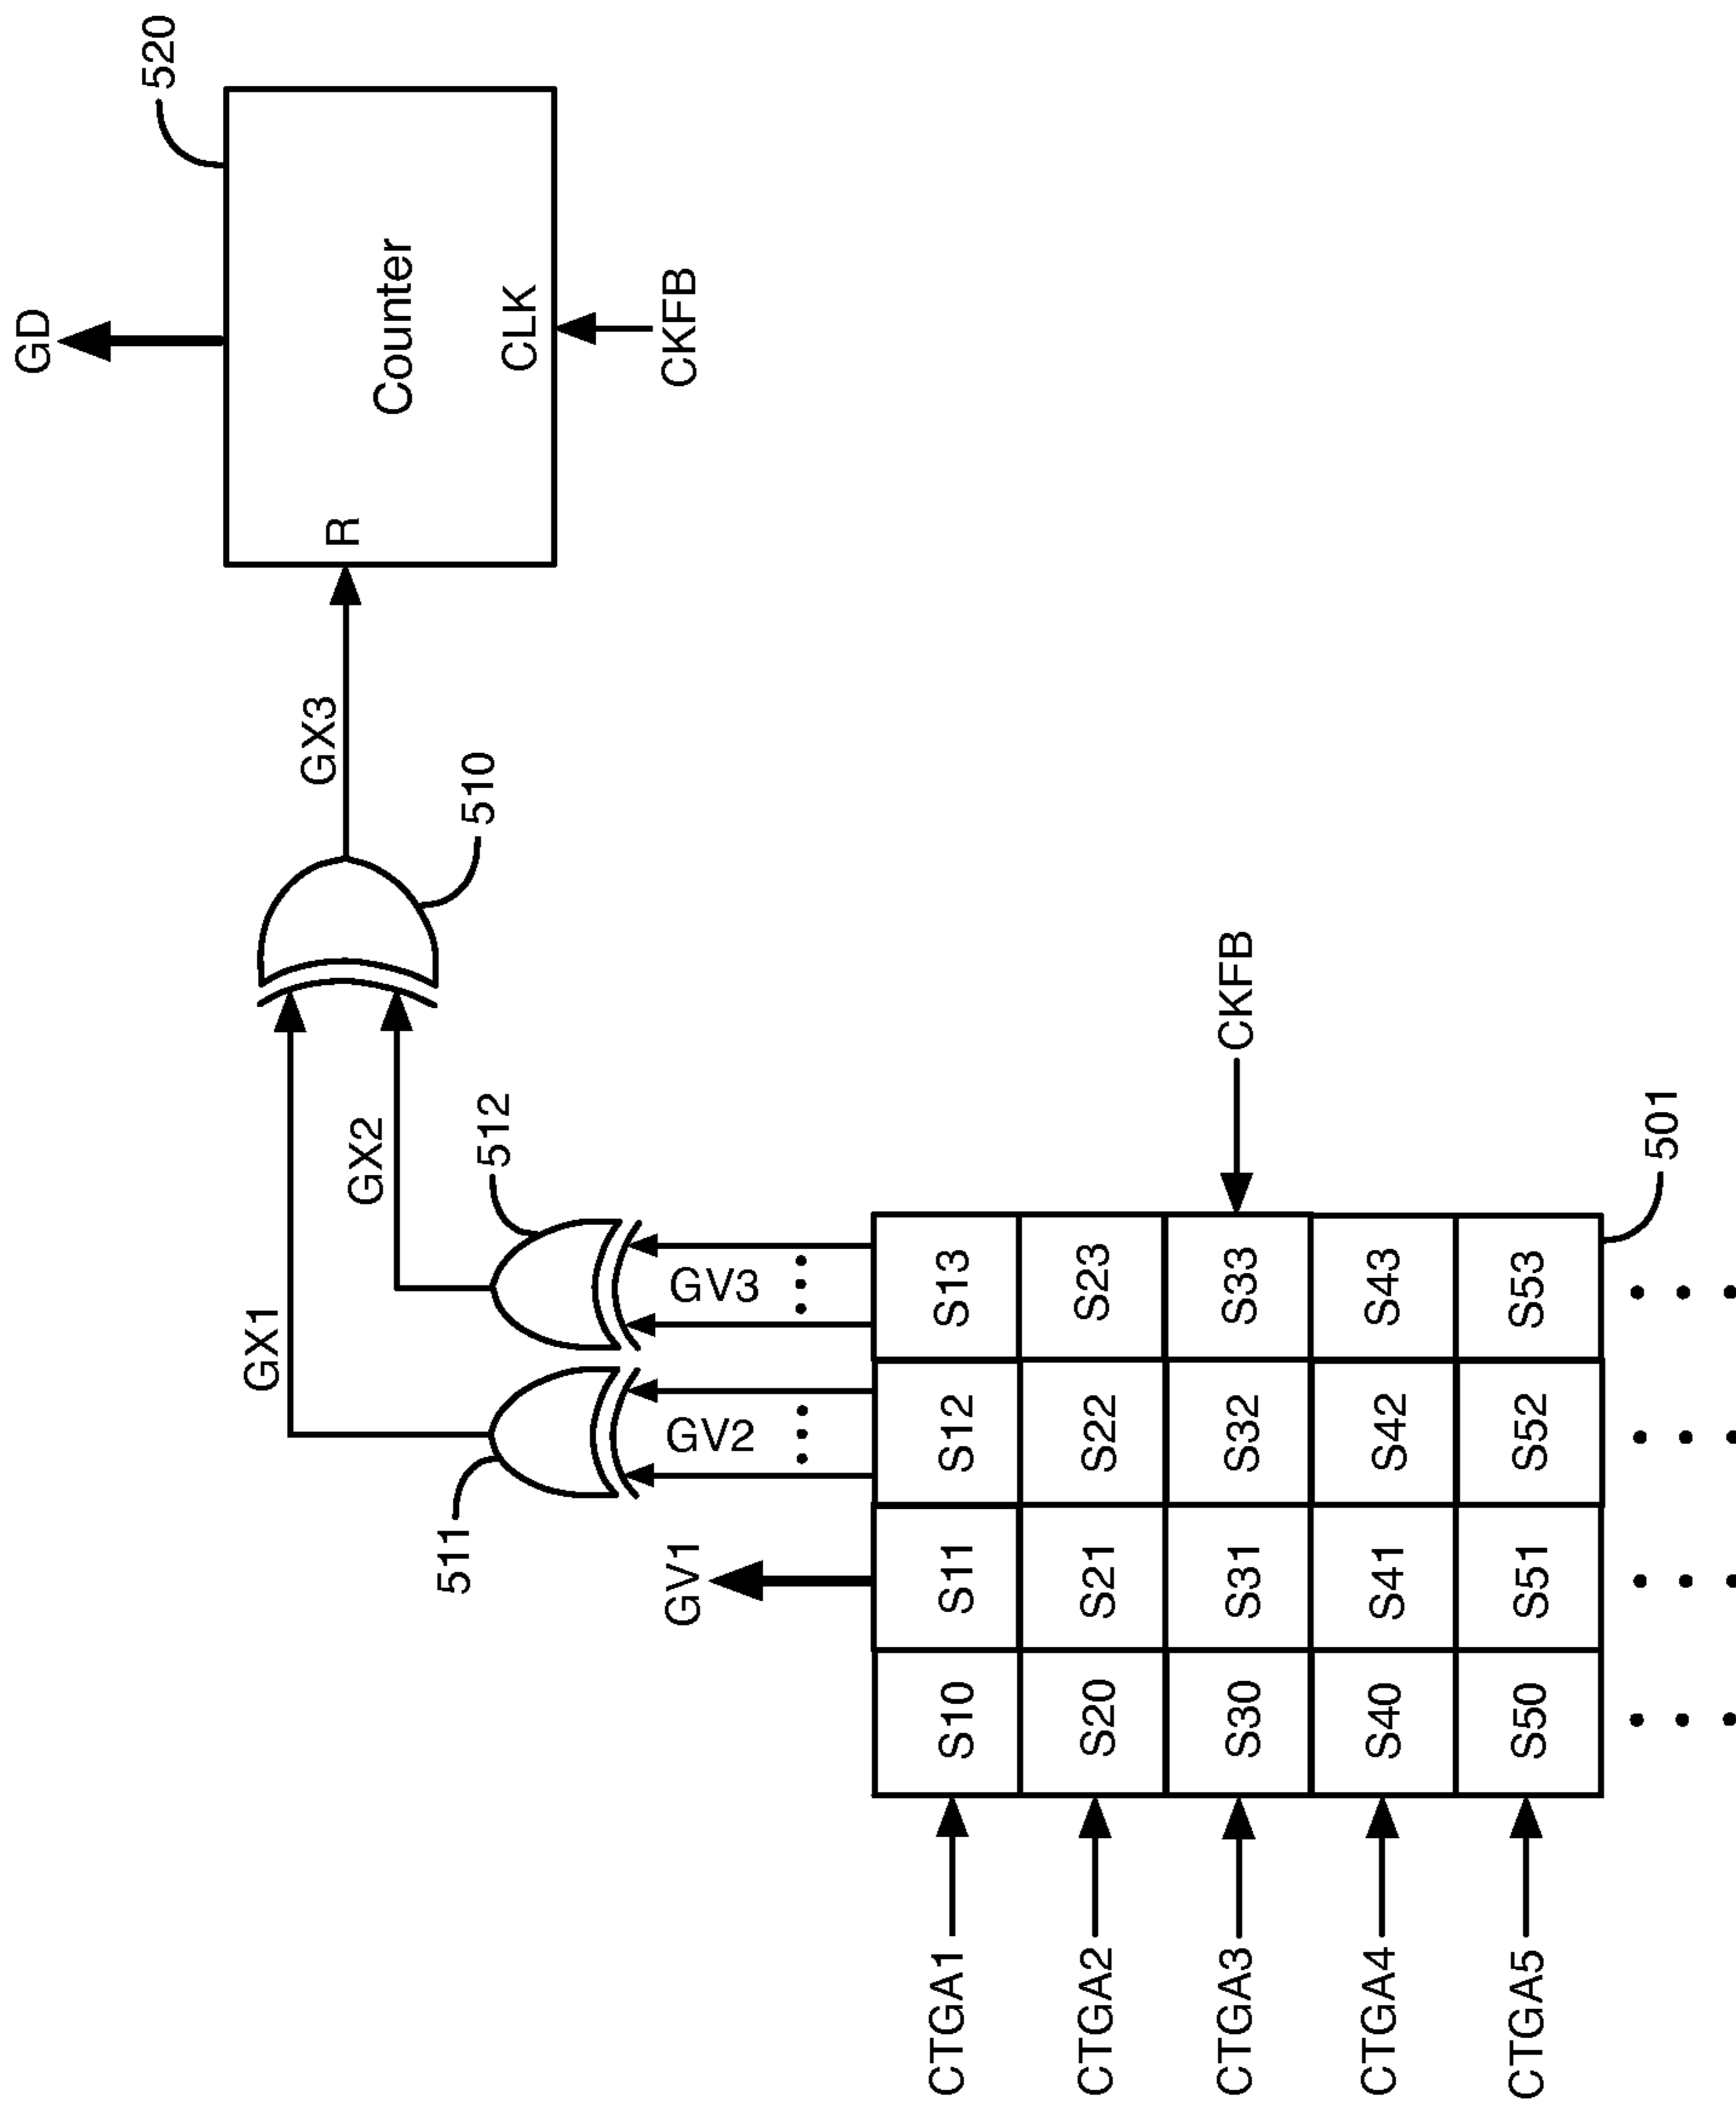 GD
520
Counter
R
CLK
CKFB
GX3
510
GX1
GX2
512
511
GV1
GV2
GV3
CKFB
501
CTGA1
S10
S11
S12
S13
CTGA2
S20
S21
S22
S23
CTGA3
S30
S31
S32
S33
CTGA4
S40
S41
S42
S43
CTGA5
S50
S51
S52
S53